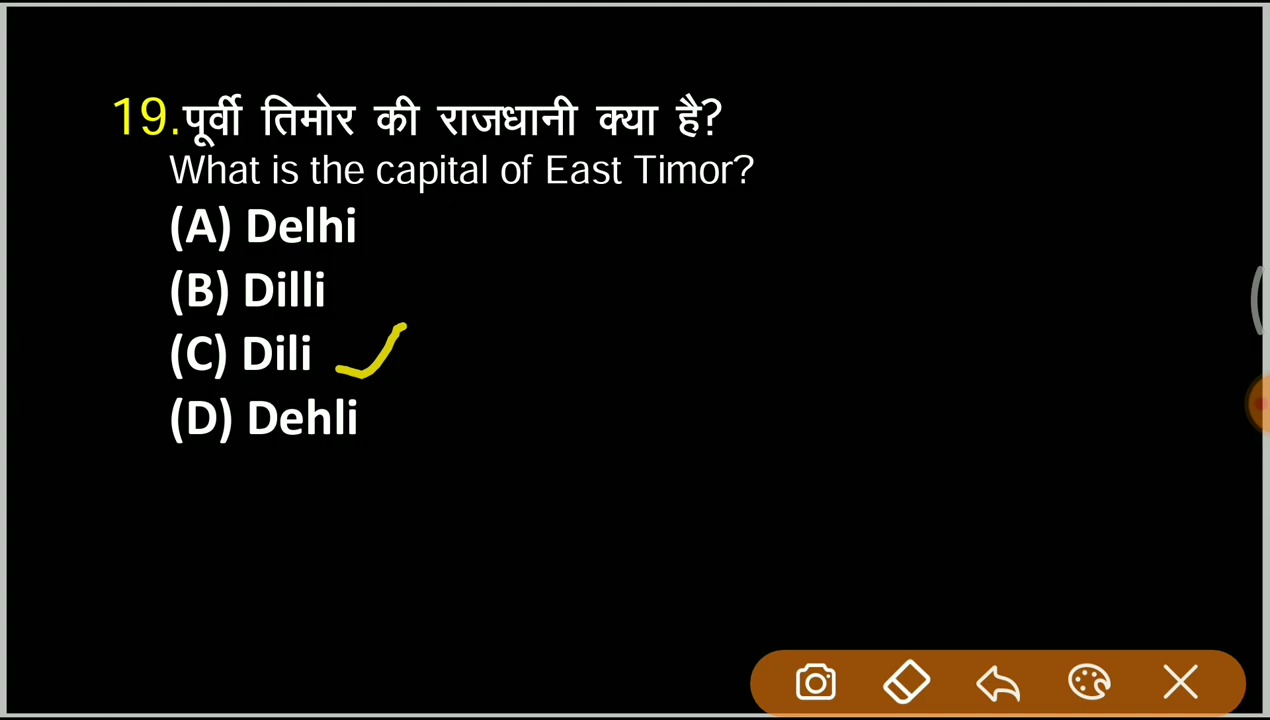 19.पूर्वी तिमोर की राजधानी क्या है?
What is the capital of East Timor?
(A) Delhi
(B) Dilli
(C) Dili
(D) Dehli